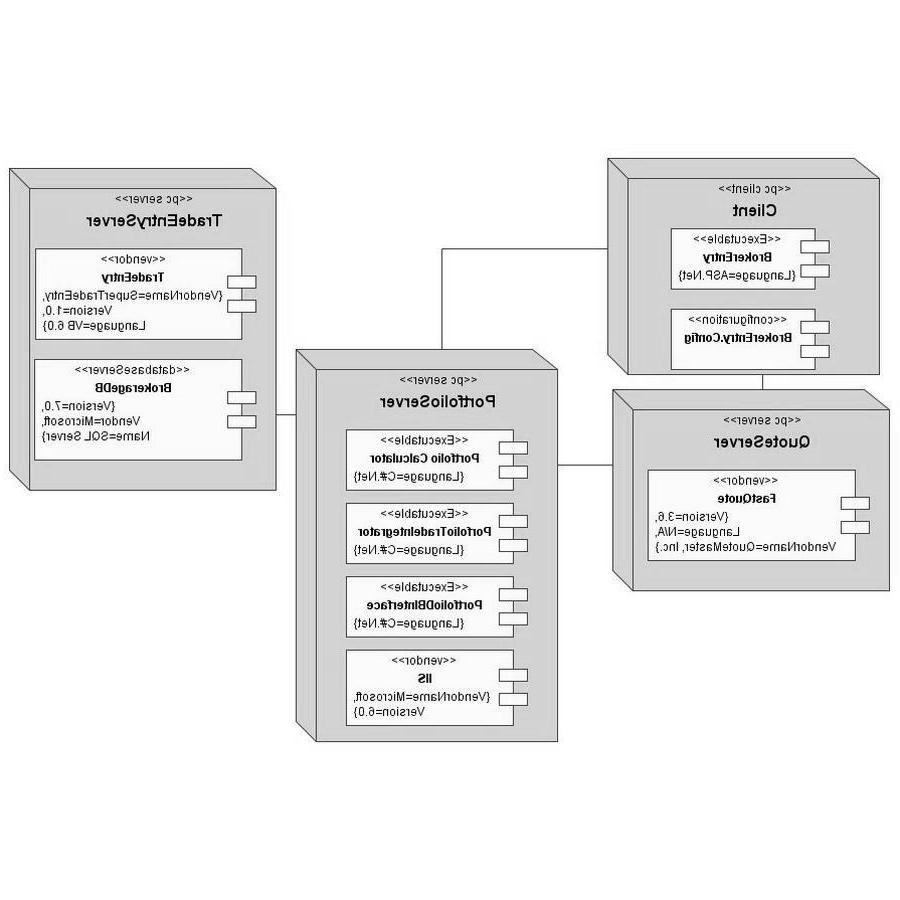 <<pc server>>
TradeEntryServer
<<vendor>>
TradeEntry
{VendorName=SuperTradeEntry,
Version=1.0,
Language=VB 6.0}
<<databaseServer>>
BrokerageDB
{Version=7.0,
Vendor=Microsoft,
Name=SQL Server}
<<pc client>>
Client
<<Executable>>
BrokerEntry
{Language=ASP.Net}
<<configuration>>
BrokerEntry.Config
<<pc server>>
PortfolioServer
<<Executable>>
Portfolio Calculator
{Language=C#.Net}
<<Executable>>
PorfolioTradeIntegrator
{Language=C#.Net}
<<Executable>>
PortfolioDBInterface
{Language=C#.Net}
<<vendor>>
IIS
{VendorName=Microsoft,
Version=6.0}
<<pc server>>
QuoteServer
<<vendor>>
FastQuote
{Version=3.6,
Language=N/A,
VendorName=QuoteMaster, Inc.}